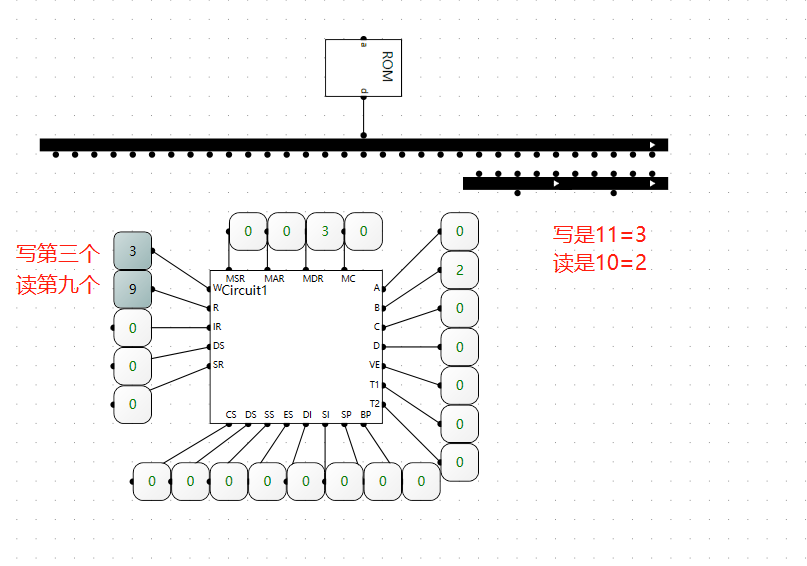 a
ROM
d
写第三个
读第九个
3
9
0
0
0
0
0
3
0
MSR
MAR
MDR
MC
W
R
IR
DS
SR
Circuit1
A
B
C
D
VE
T1
T2
CS
DS
SS
ES
DI
SI
SP
BP
0
2
0
0
0
0
0
0
0
0
0
0
0
0
0
写是11=3
读是10=2